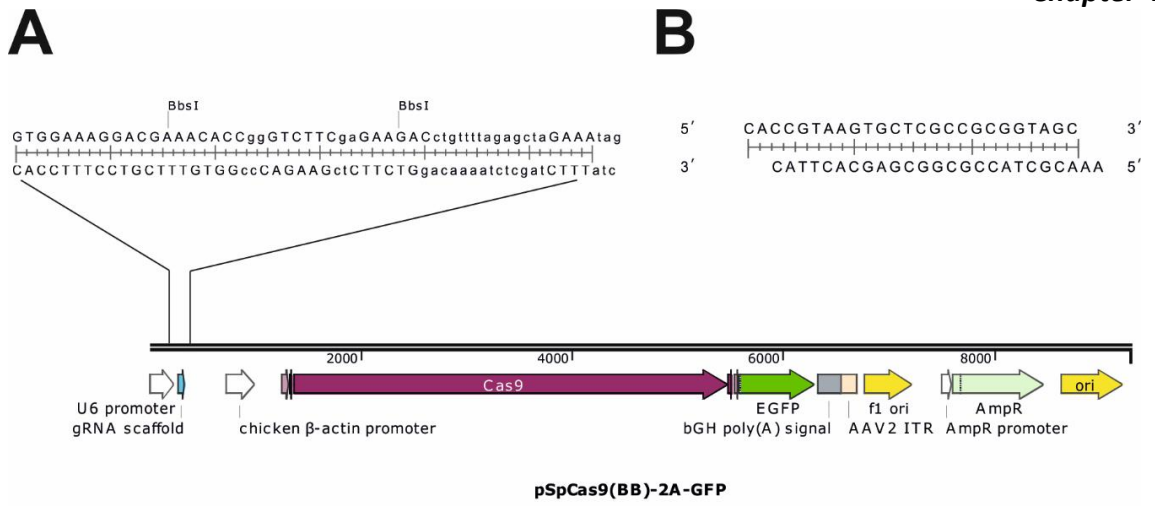 A
B
BbsI BbsI
GTGGAAAGGACGAAACACCggGTCTTCgaGAAGACctgttttagagctaGAAAtag
CACCTTTCCTGCTTTGTGGccCAGAAGctCTTCTGgacaaaatctcgatCTTTatc
5′ CACCGTAAGTGCTCGCCGCGGTAGC 3′
3′ CATTCACGAGCGGCGCCATCGCAAA 5′
2000 4000 6000 8000
Cas9
ori
U6 promoter
EGFP
f1 ori
AmpR
gRNA scaffold
chicken β-actin promoter
bGH poly(A) signal
AAV2 ITR
AmpR promoter
pSpCas9(BB)-2A-GFP